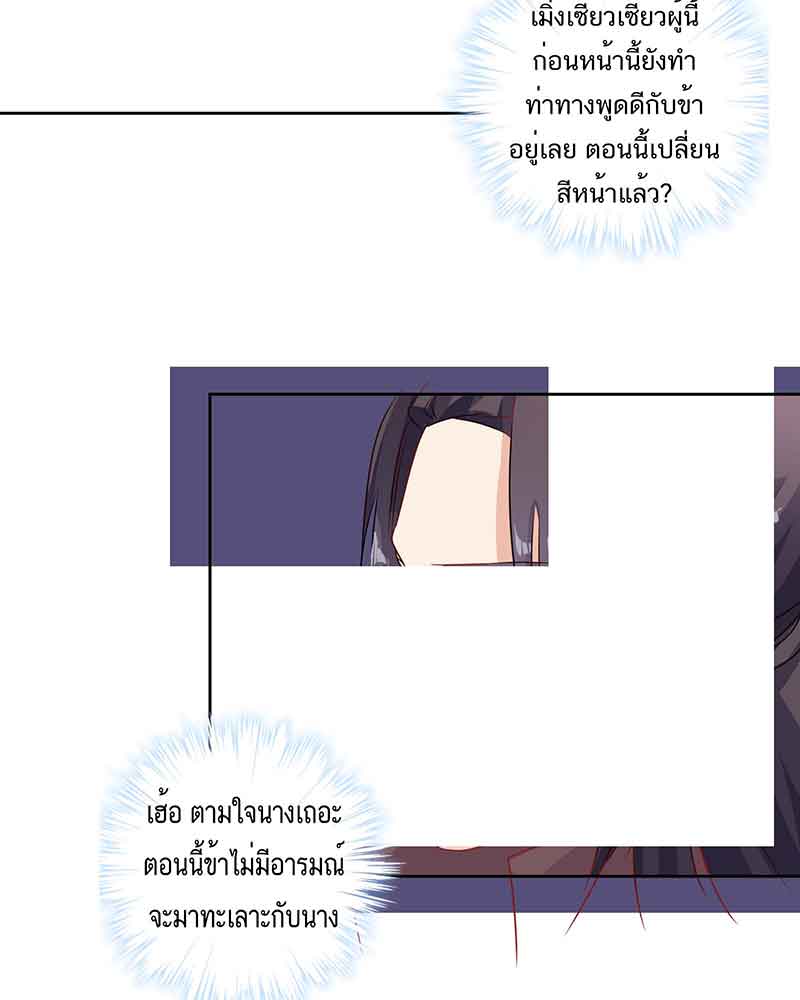 เมิ่งเซียวเซียวผู้นี้
ก่อนหน้านี้ยังทำ
ท่าทางพูดดีกับข้า
อยู่เลย ตอนนี้เปลี่ยน
สีหน้าแล้ว?
เฮ้อ ตามใจนางเถอะ
ตอนนี้ข้าไม่มีอารมณ์
จะมาทะเลาะกับนาง